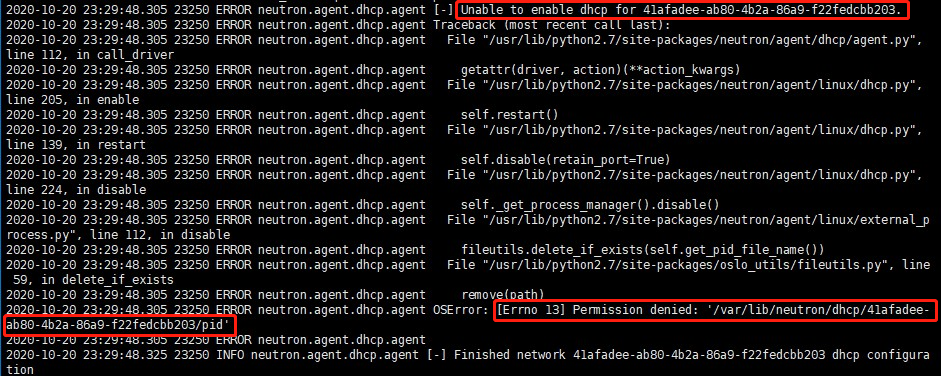 2020-10-20 23:29:48.305 23250 ERROR neutron.agent.dhcp.agent [-] Unable to enable dhcp for 41afadee-ab80-4b2a-86a9-f22fedcbb203.
2020-10-20 23:29:48.305 23250 ERROR neutron.agent.dhcp.agent Traceback (most recent call last):
2020-10-20 23:29:48.305 23250 ERROR neutron.agent.dhcp.agent   File "/usr/lib/python2.7/site-packages/neutron/agent/dhcp/agent.py",
line 112, in call_driver
2020-10-20 23:29:48.305 23250 ERROR neutron.agent.dhcp.agent     getattr(driver, action)(**action_kwargs)
2020-10-20 23:29:48.305 23250 ERROR neutron.agent.dhcp.agent   File "/usr/lib/python2.7/site-packages/neutron/agent/linux/dhcp.py",
line 205, in enable
2020-10-20 23:29:48.305 23250 ERROR neutron.agent.dhcp.agent     self.restart()
2020-10-20 23:29:48.305 23250 ERROR neutron.agent.dhcp.agent   File "/usr/lib/python2.7/site-packages/neutron/agent/linux/dhcp.py",
line 139, in restart
2020-10-20 23:29:48.305 23250 ERROR neutron.agent.dhcp.agent     self.disable(retain_port=True)
2020-10-20 23:29:48.305 23250 ERROR neutron.agent.dhcp.agent   File "/usr/lib/python2.7/site-packages/neutron/agent/linux/dhcp.py",
line 224, in disable
2020-10-20 23:29:48.305 23250 ERROR neutron.agent.dhcp.agent     self._get_process_manager().disable()
2020-10-20 23:29:48.305 23250 ERROR neutron.agent.dhcp.agent   File "/usr/lib/python2.7/site-packages/neutron/agent/linux/external_p
rocess.py", line 112, in disable
2020-10-20 23:29:48.305 23250 ERROR neutron.agent.dhcp.agent     fileutils.delete_if_exists(self.get_pid_file_name())
2020-10-20 23:29:48.305 23250 ERROR neutron.agent.dhcp.agent   File "/usr/lib/python2.7/site-packages/oslo_utils/fileutils.py", line
 59, in delete_if_exists
2020-10-20 23:29:48.305 23250 ERROR neutron.agent.dhcp.agent     remove(path)
2020-10-20 23:29:48.305 23250 ERROR neutron.agent.dhcp.agent OSError: [Errno 13] Permission denied: '/var/lib/neutron/dhcp/41afadee-
ab80-4b2a-86a9-f22fedcbb203/pid'
2020-10-20 23:29:48.305 23250 ERROR neutron.agent.dhcp.agent
2020-10-20 23:29:48.325 23250 INFO neutron.agent.dhcp.agent [-] Finished network 41afadee-ab80-4b2a-86a9-f22fedcbb203 dhcp configura
tion